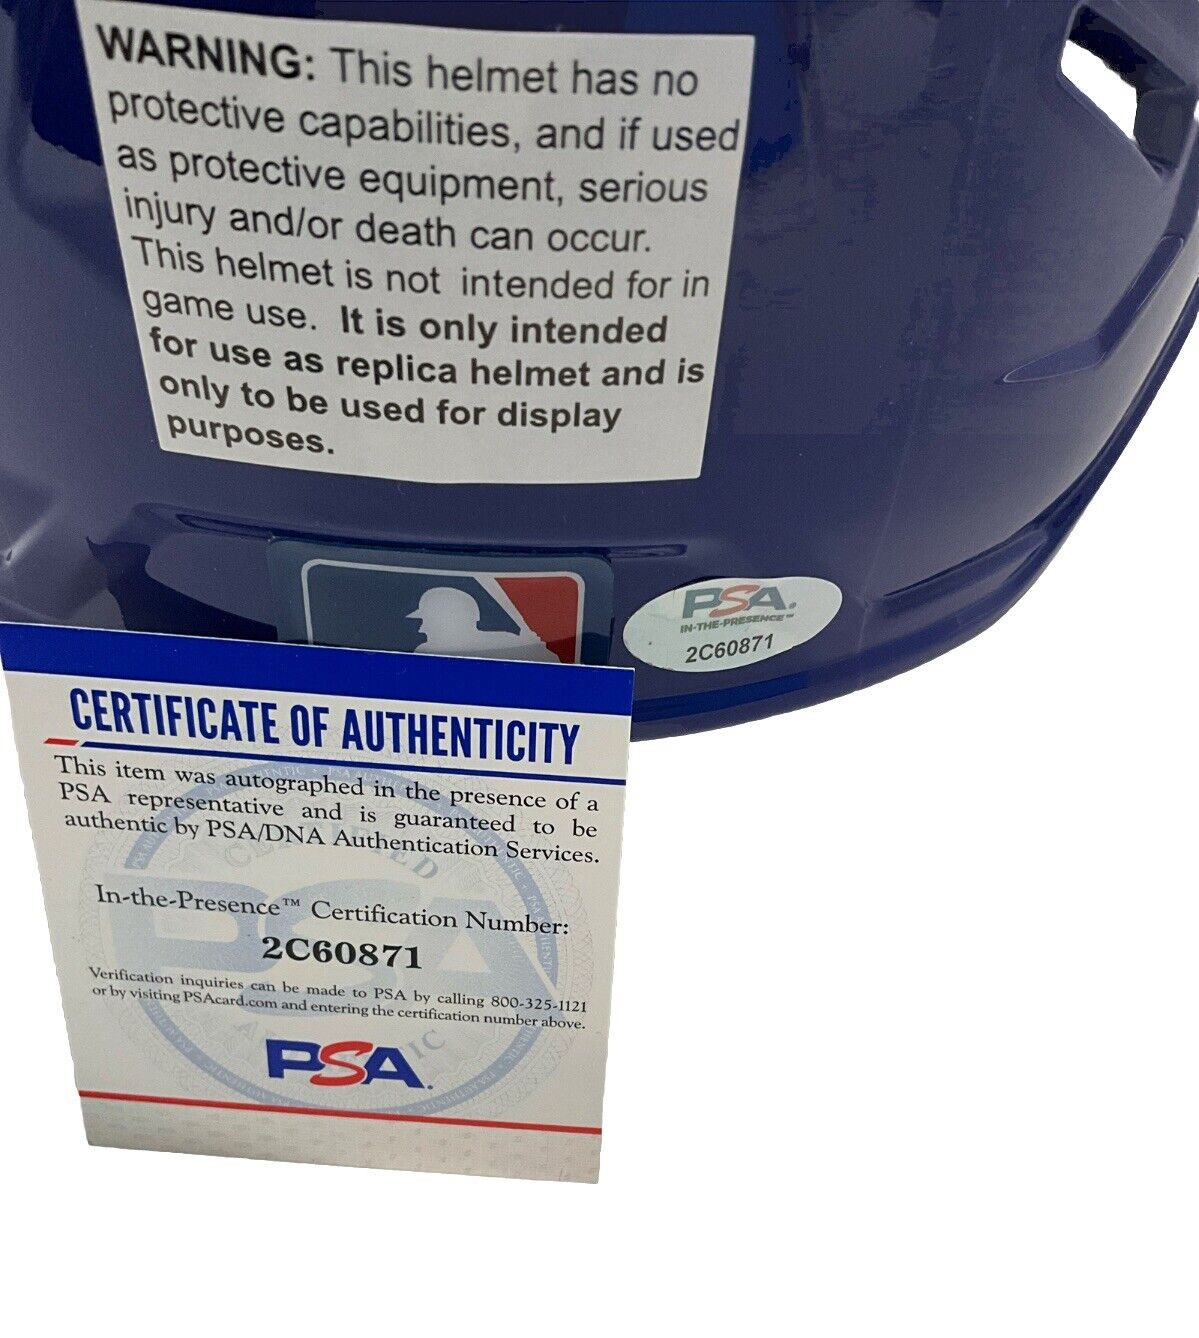 WARNING: This helmet has no
protective capabilities, and if used
as protective equipment, serious
injury and/or death can occur.
This helmet is not intended for in
game use. It is only intended
for use as replica helmet and is
only to be used for display
purposes.
PSA.
IN-THE-PRESENCE™
2C60871
CERTIFICATE OF AUTHENTICITY
This item was autographed in the presence of a
PSA representative and is guaranteed to be
authentic by PSA/DNA Authentication Services.
In-the-Presence™ Certification Number:
2C60871
Verification inquiries can be made to PSA by calling 800-325-1121
or by visiting PSAcard.com and entering the certification number above.
PSA.